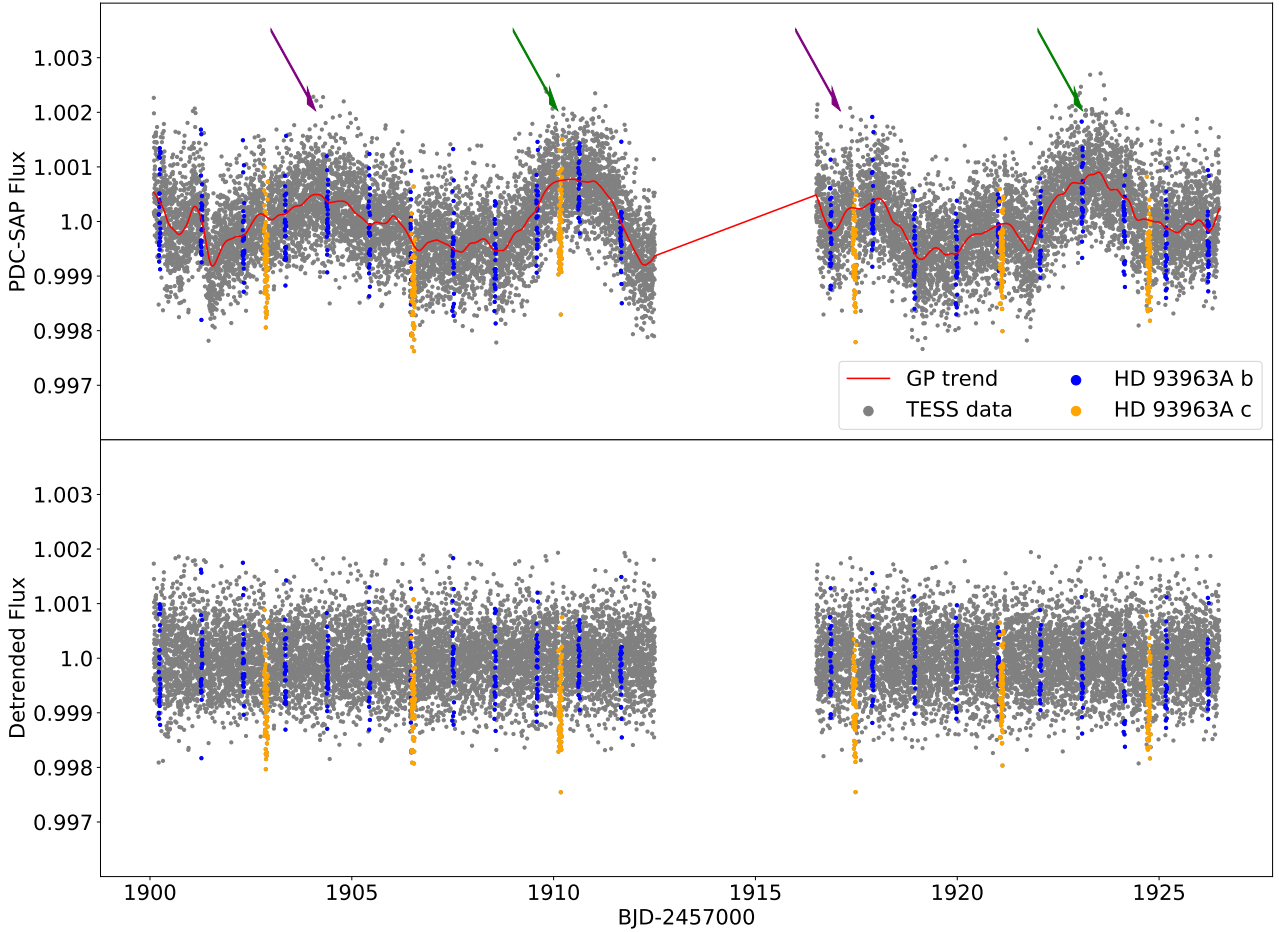 1.003
1.002
1.001
1.0
0.999
0.998
0.997
PDC-SAP Flux
GP trend
TESS data
HD 93963A b
HD 93963A c
1.003
1.002
1.001
1.0
0.999
0.998
0.997
Detrended Flux
1900 1905 1910 1915 1920 1925
BJD-2457000